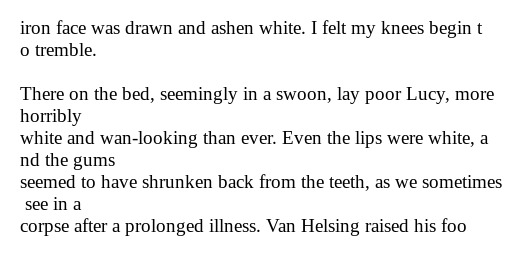 iron face was drawn and ashen white. I felt my knees begin t
o tremble.

There on the bed, seemingly in a swoon, lay poor Lucy, more
horribly
white and wan-looking than ever. Even the lips were white, a
nd the gums
seemed to have shrunken back from the teeth, as we sometimes
 see in a
corpse after a prolonged illness. Van Helsing raised his foo